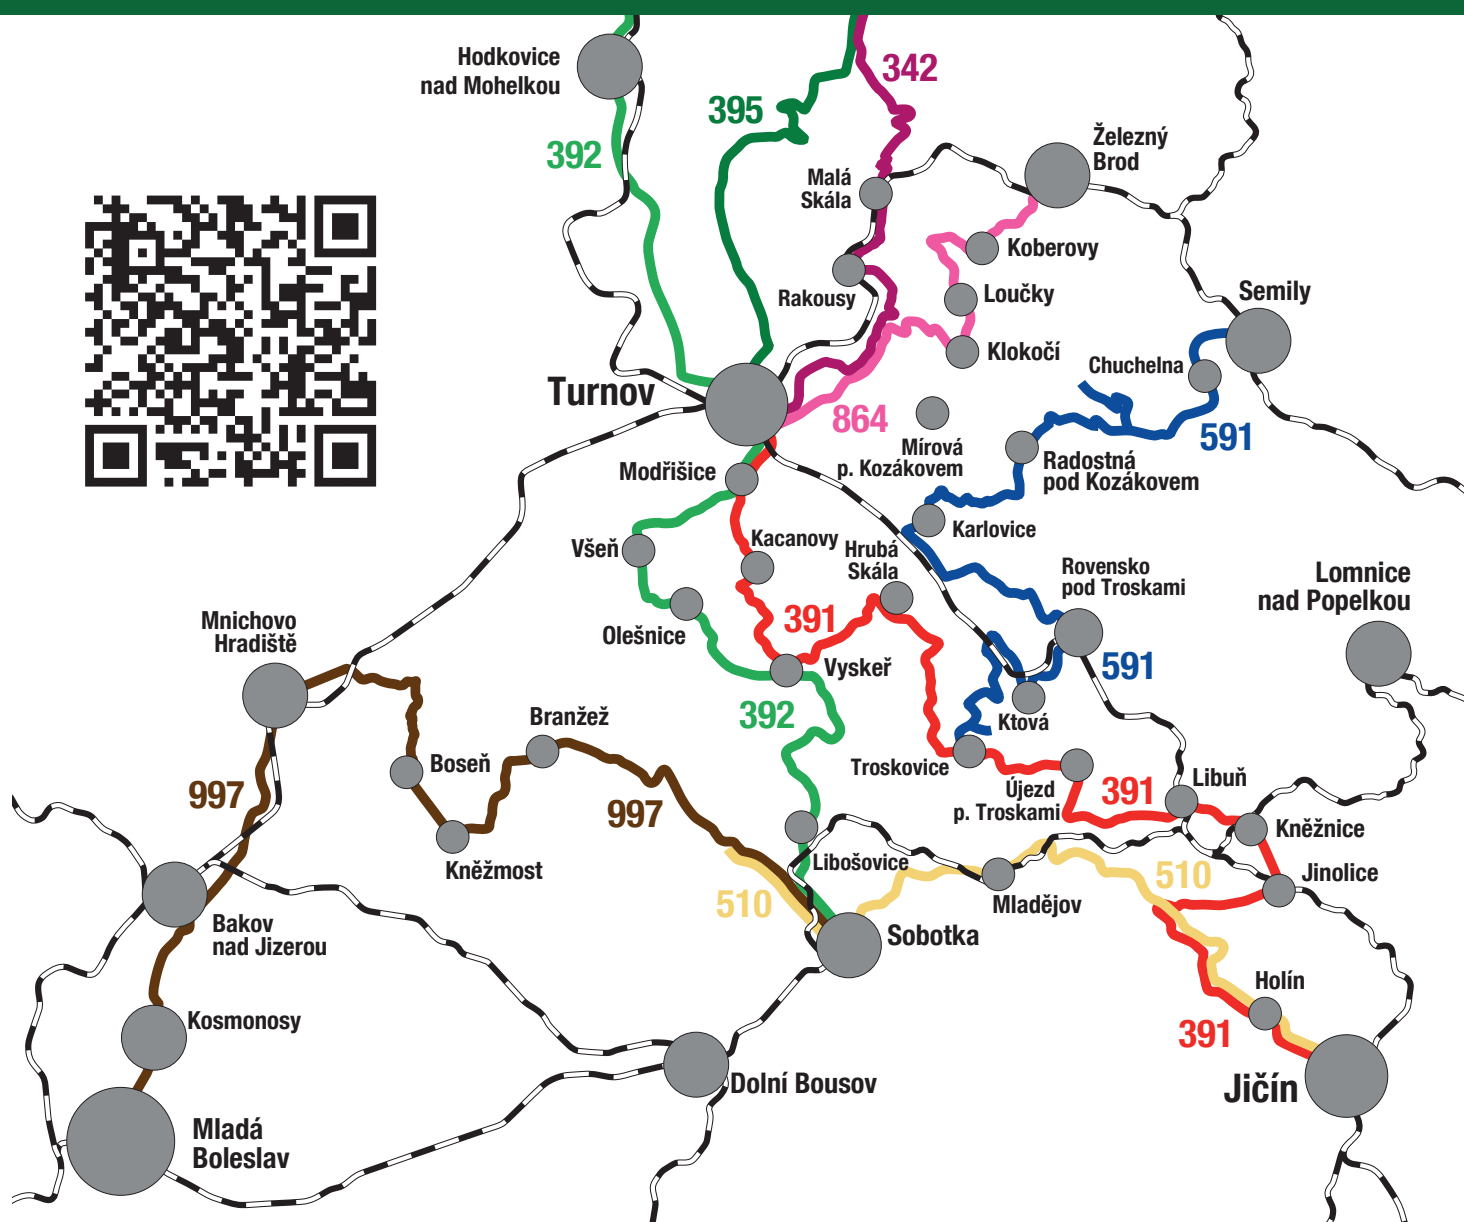 Hodkovice
nad Mohelkou
342
395
392
Železný
Brod
Malá
Skála
Koberovy
Rakousy
Loučky
Semily
Klokočí
Chuchelna
Turnov
864
Mírová
p. Kozákovem
591
Radostná
pod Kozákovem
Modřišice
Karlovice
Všeň
Kacanovy
Hrubá
Skála
Rovensko
pod Troskami
Lomnice
nad Popelkou
Olešnice
391
Mnichovo
Hradiště
Vyskeř
591
392
Ktová
Branžež
Boseň
Troskovice
997
997
Újezd
p. Troskami
391
Libuň
Kněžnice
Kněžmost
Libošovice
510
Jinolice
510
Mladějov
Bakov
nad Jizerou
Sobotka
Holín
Kosmonosy
391
Dolní Bousov
Jičín
Mladá
Boleslav